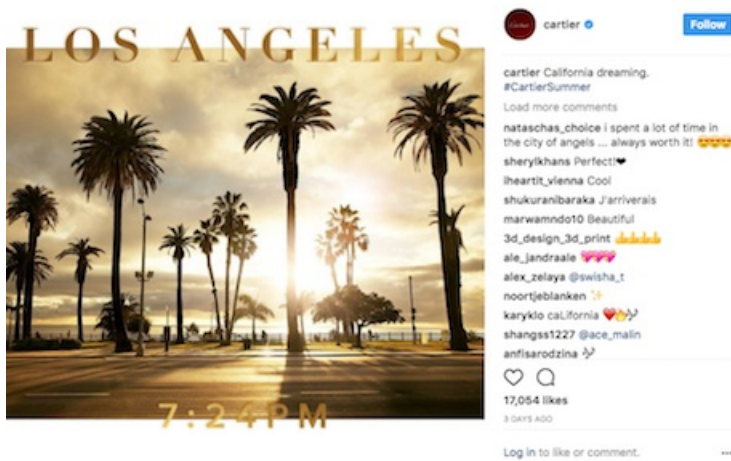 LOS ANGELES
7:24PM
cartier
Follow
cartier California dreaming.
#CartierSummer
Load more comments
nataschas_choice i spent a lot of time in
the city of angels ... always worth it! 😍😍😍
sherylkhans Perfect!❤
iheartit_vienna Cool
shukuranibaraka J'arriverais
marwamndo10 Beautiful
3d_design_3d_print 👍👍👍👍
ale_jandraale 💖💖💖
alex_zelaya @swisha_t
noortjeblanken ✨
karyklo caLifornia
shangss1227 @ace_malin
anfisarodzina
17,054 likes
3 DAYS AGO
Log in to like or comment.